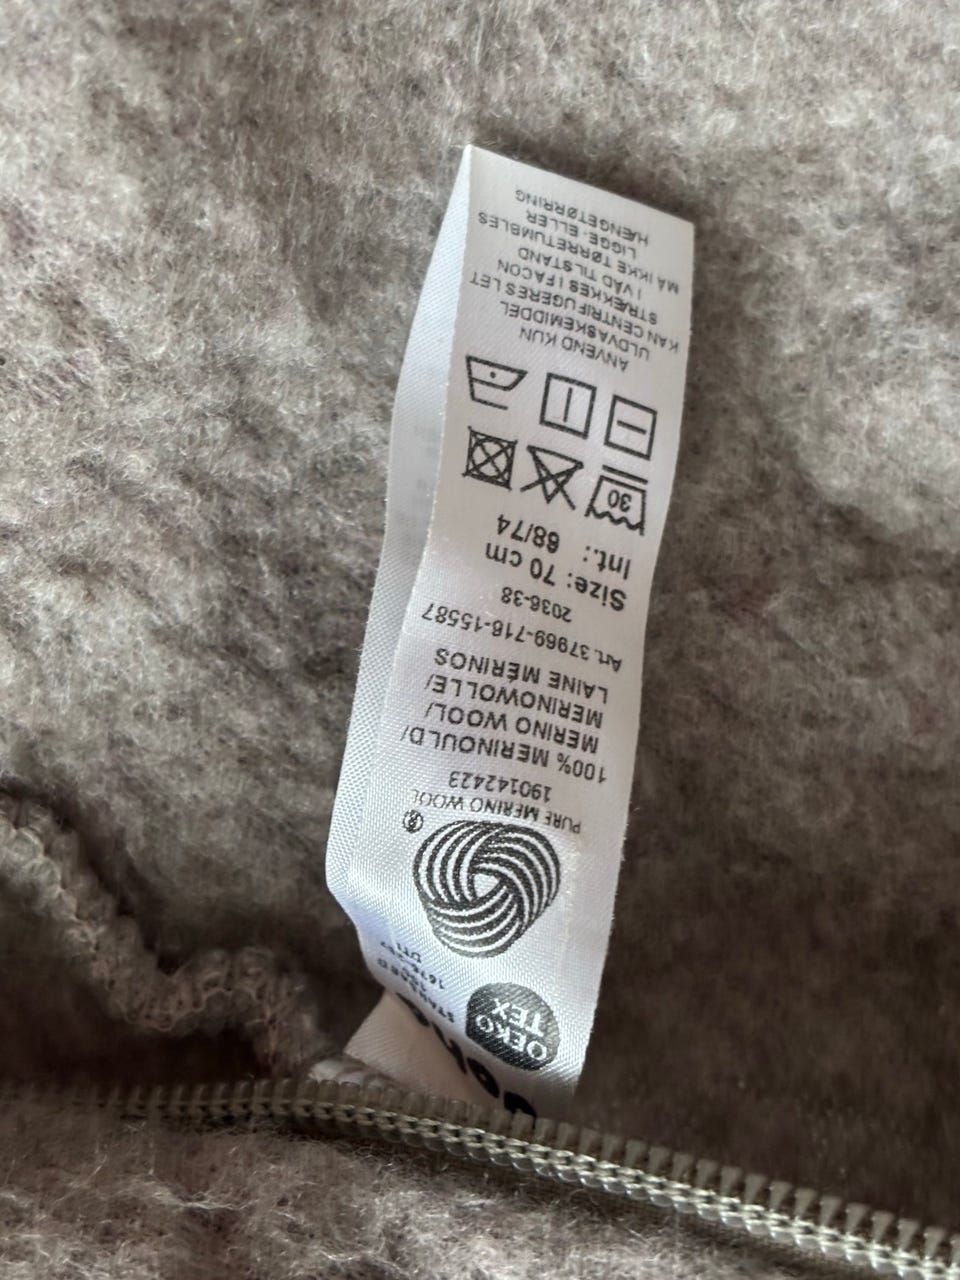 OEKO
TEX
STANDARD
PURE MERINO WOOL
190142423
100% MERINOULD/
MERINO WOOL/
MERINOWOLLE/
LAINE MÉRINOS
Art. 37969-716-15587
2036-38
Size: 70 cm
Int.: 68/74
30
ANVEND KUN
ULDVASKEMIDDEL
KAN CENTRIFUGERES LET
STRÆKKES I FACON
I VÅD TILSTAND
MÅ IKKE TØRRETUMBLES
LIGGE- ELLER
HÆNGETØRRING